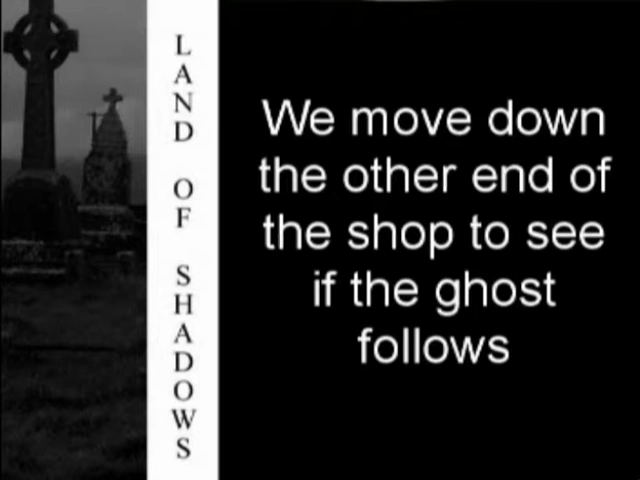 LAND OF SHADOWS
We move down
the other end of
the shop to see
if the ghost
follows